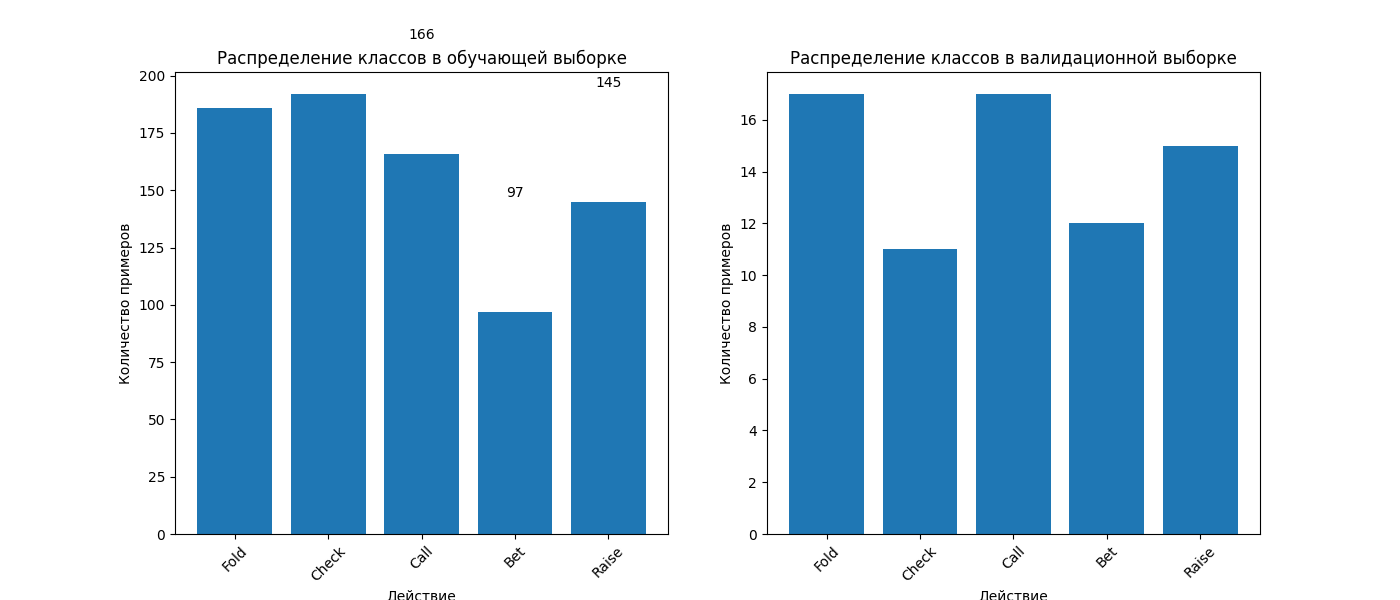 166
Распределение классов в обучающей выборке
145
97
Количество примеров
200
175
150
125
100
75
50
25
0
Fold
Check
Call
Bet
Raise
Действие
Распределение классов в валидационной выборке
Количество примеров
16
14
12
10
8
6
4
2
0
Fold
Check
Call
Bet
Raise
Действие